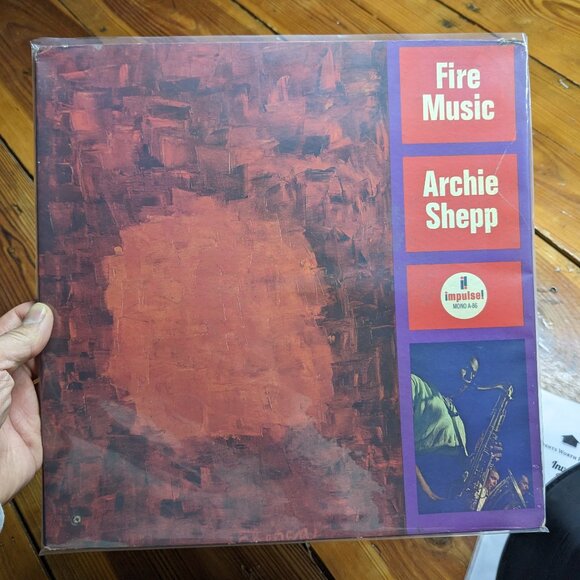 Fire
Music
Archie
Shepp
impulse!
MONO A-86